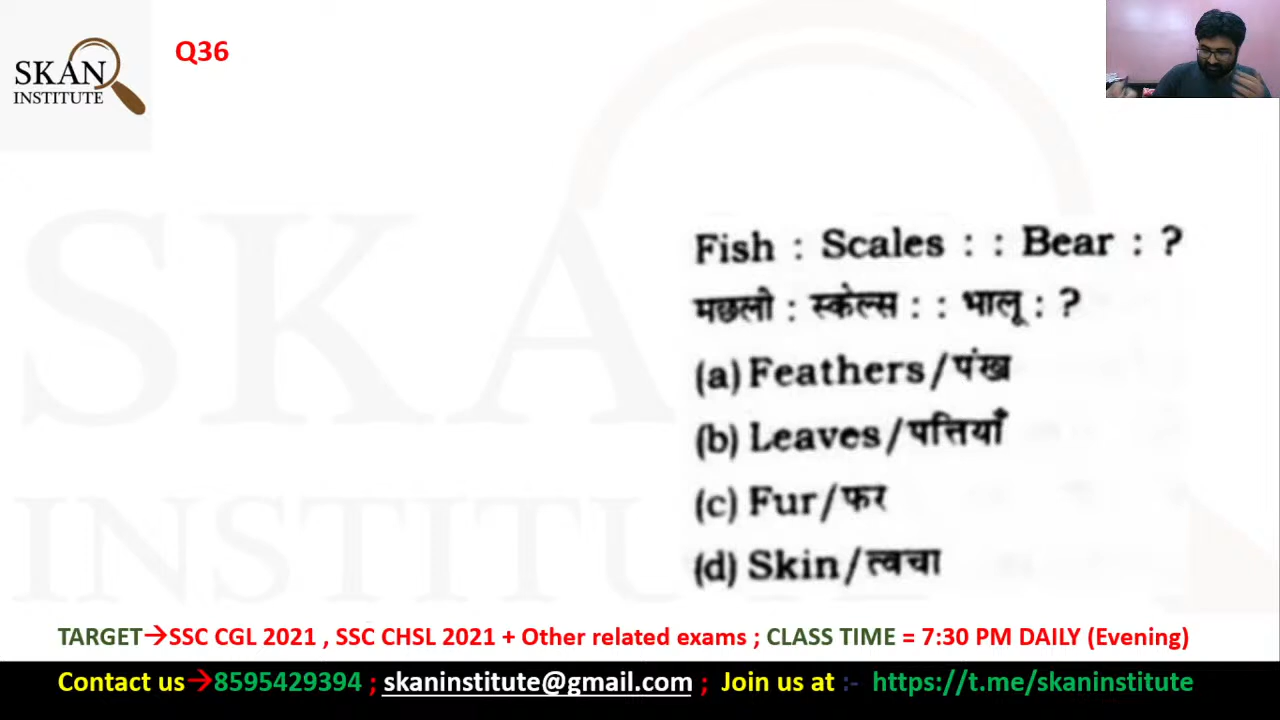 SKAN
INSTITUTE
Q36
Fish : Scales : : Bear : ?
मछली : स्केल्स : : भालू : ?
(a) Feathers/पंख
(b) Leaves/पत्तियाँ
(c) Fur/फर
(d) Skin/त्वचा
SKAN
INSTITUTE
TARGET→SSC CGL 2021 , SSC CHSL 2021 + Other related exams ; CLASS TIME = 7:30 PM DAILY (Evening)
Contact us→8595429394 ; skaninstitute@gmail.com ; Join us at :- https://t.me/skaninstitute